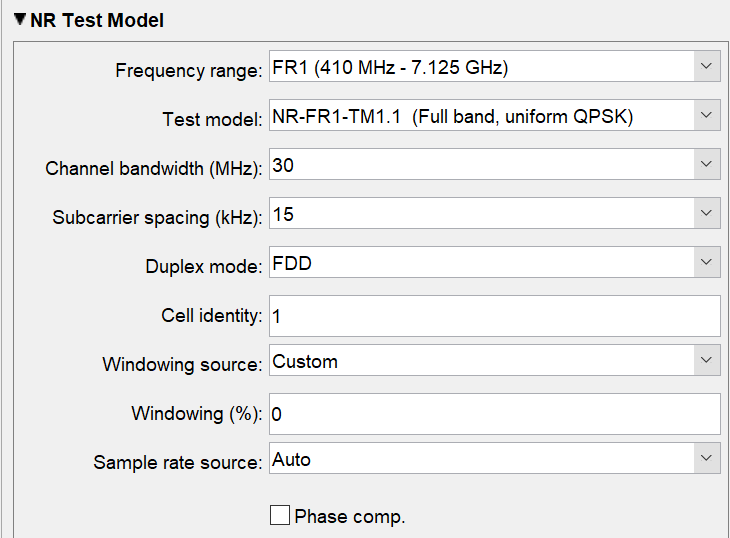 NR Test Model
Frequency range: FR1 (410 MHz - 7.125 GHz)
Test model: NR-FR1-TM1.1 (Full band, uniform QPSK)
Channel bandwidth (MHz): 30
Subcarrier spacing (kHz): 15
Duplex mode: FDD
Cell identity: 1
Windowing source: Custom
Windowing (%): 0
Sample rate source: Auto
Phase comp.